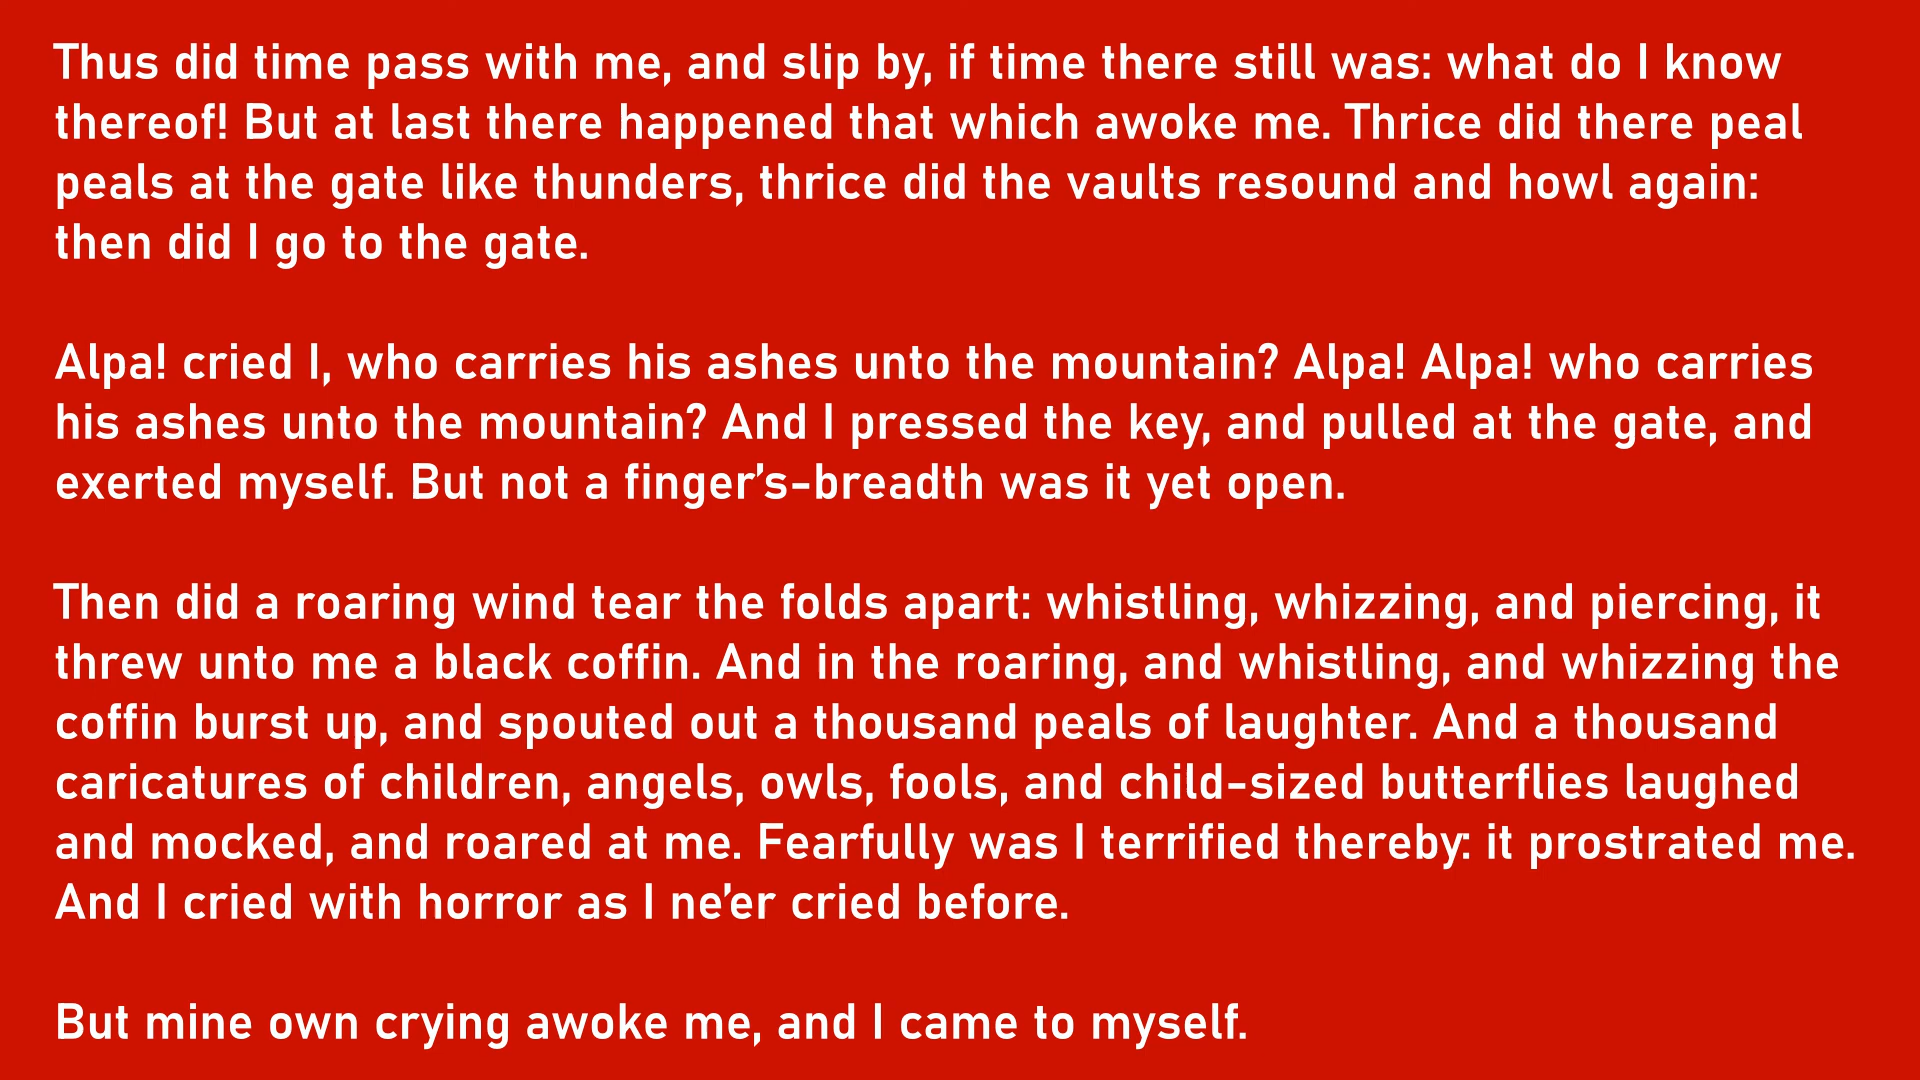 Thus did time pass with me, and slip by, if time there still was: what do I know
thereof! But at last there happened that which awoke me. Thrice did there peal
peals at the gate like thunders, thrice did the vaults resound and howl again:
then did I go to the gate.
Alpa! cried I, who carries his ashes unto the mountain? Alpa! Alpa! who carries
his ashes unto the mountain? And I pressed the key, and pulled at the gate, and
exerted myself. But not a finger’s-breadth was it yet open.
Then did a roaring wind tear the folds apart: whistling, whizzing, and piercing, it
threw unto me a black coffin. And in the roaring, and whistling, and whizzing the
coffin burst up, and spouted out a thousand peals of laughter. And a thousand
caricatures of children, angels, owls, fools, and child-sized butterflies laughed
and mocked, and roared at me. Fearfully was I terrified thereby: it prostrated me.
And I cried with horror as I ne’er cried before.
But mine own crying awoke me, and I came to myself.